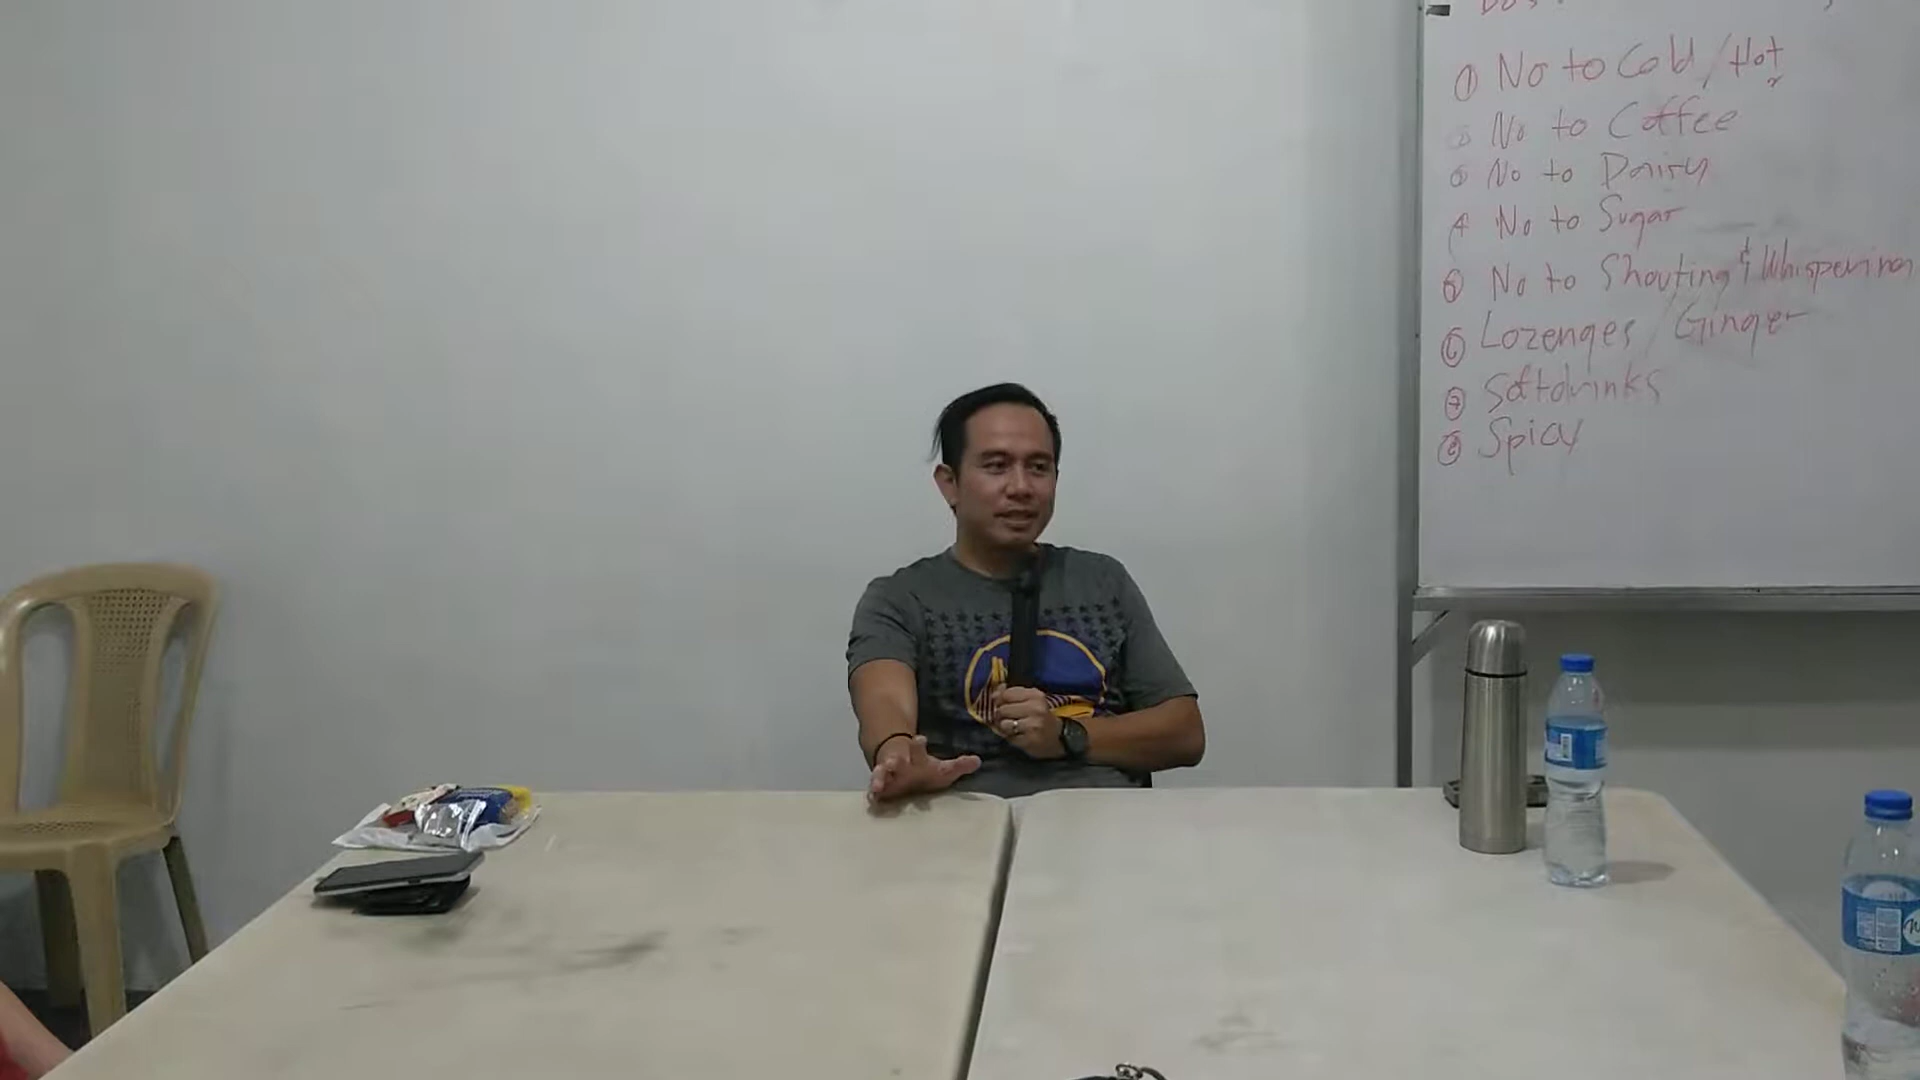 ① No to Cold / Hot
② No to Coffee
③ No to Dairy
4 No to Sugar
⑤ No to Shouting & Whispering
⑥ Lozenges / Ginger
⑦ Softdrinks
⑧ Spicy